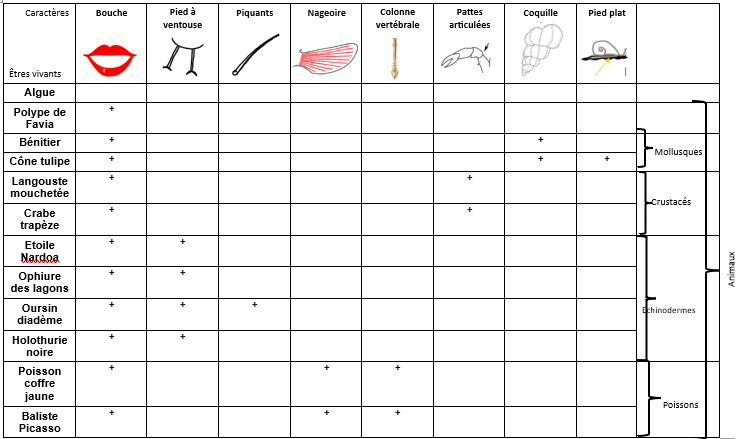 Caractères
Êtres vivants
Bouche
Pied à
ventouse
Piquants
Nageoire
Colonne
vertébrale
Pattes
articulées
Coquille
Pied plat
Algue
Polype de
Favia
+
Bénitier
+ +
Cône tulipe
+ + +
Mollusques
Langouste
mouchetée
+ +
Crabe
trapèze
+ +
Crustacés
Etoile
Nardoa
+ +
Ophiure
des lagons
+ +
Oursin
diadème
+ + +
Holothurie
noire
+ +
Echinodermes
Poisson
coffre
jaune
+ + +
Baliste
Picasso
+ + +
Poissons
Animaux